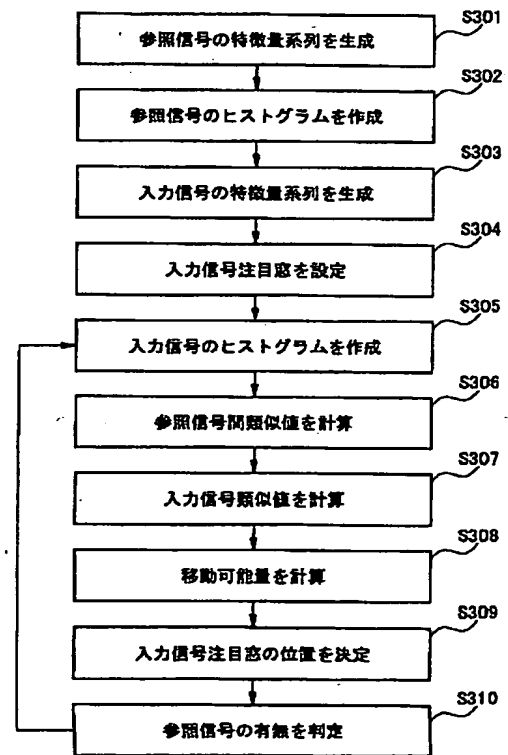 S301
参照信号の特徴量系列を生成
S302
参照信号のヒストグラムを作成
S303
入力信号の特徴量系列を生成
S304
入力信号注目窓を設定
S305
入力信号のヒストグラムを作成
S306
参照信号間類似値を計算
S307
入力信号類似値を計算
S308
移動可能量を計算
S309
入力信号注目窓の位置を決定
S310
参照信号の有無を判定